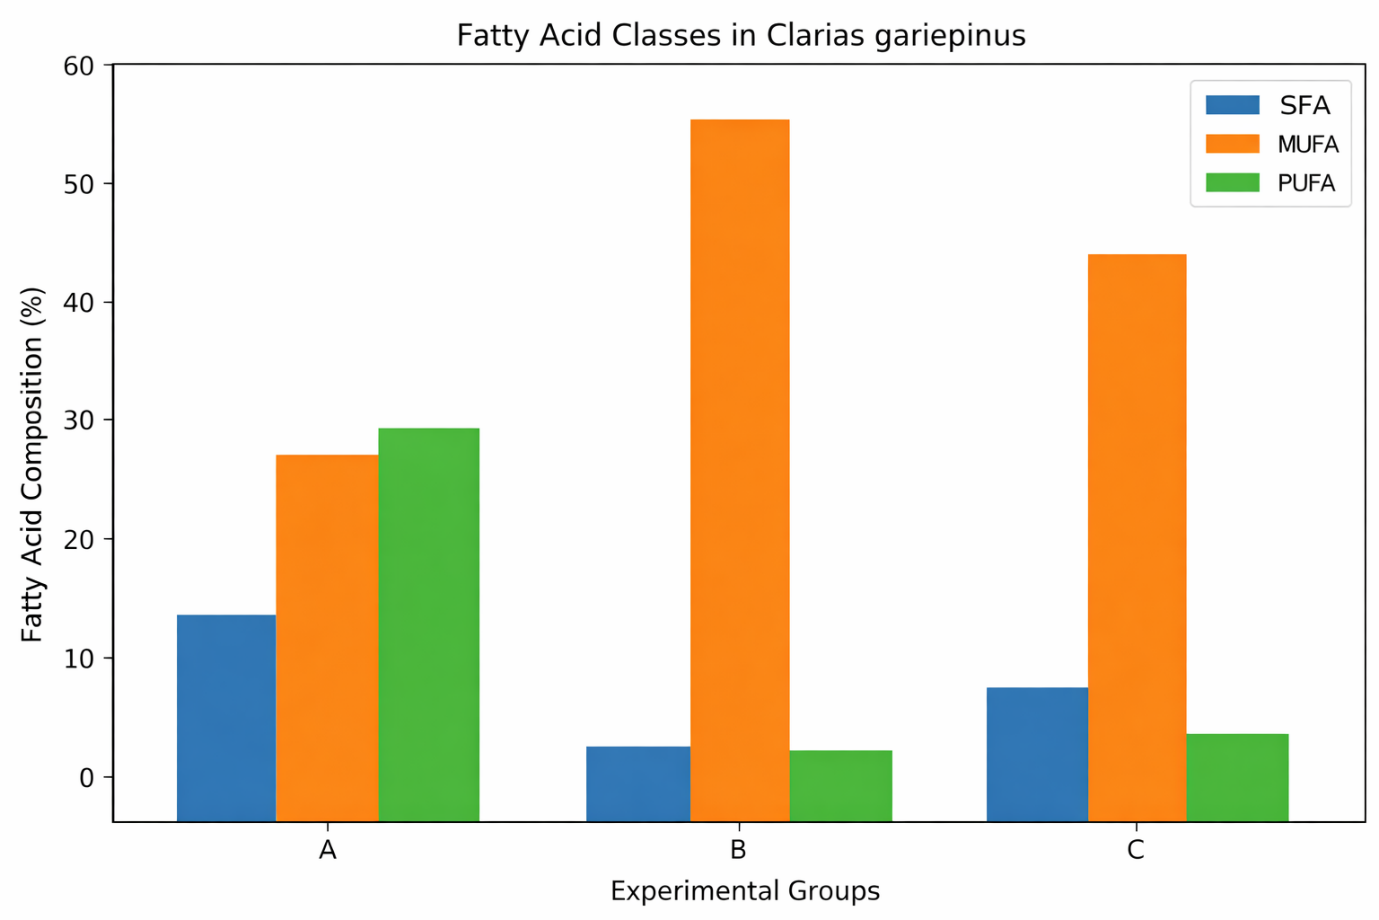 Fatty Acid Classes in Clarias gariepinus
60
50
40
30
20
10
0
Fatty Acid Composition (%)
SFA
MUFA
PUFA
A
B
C
Experimental Groups